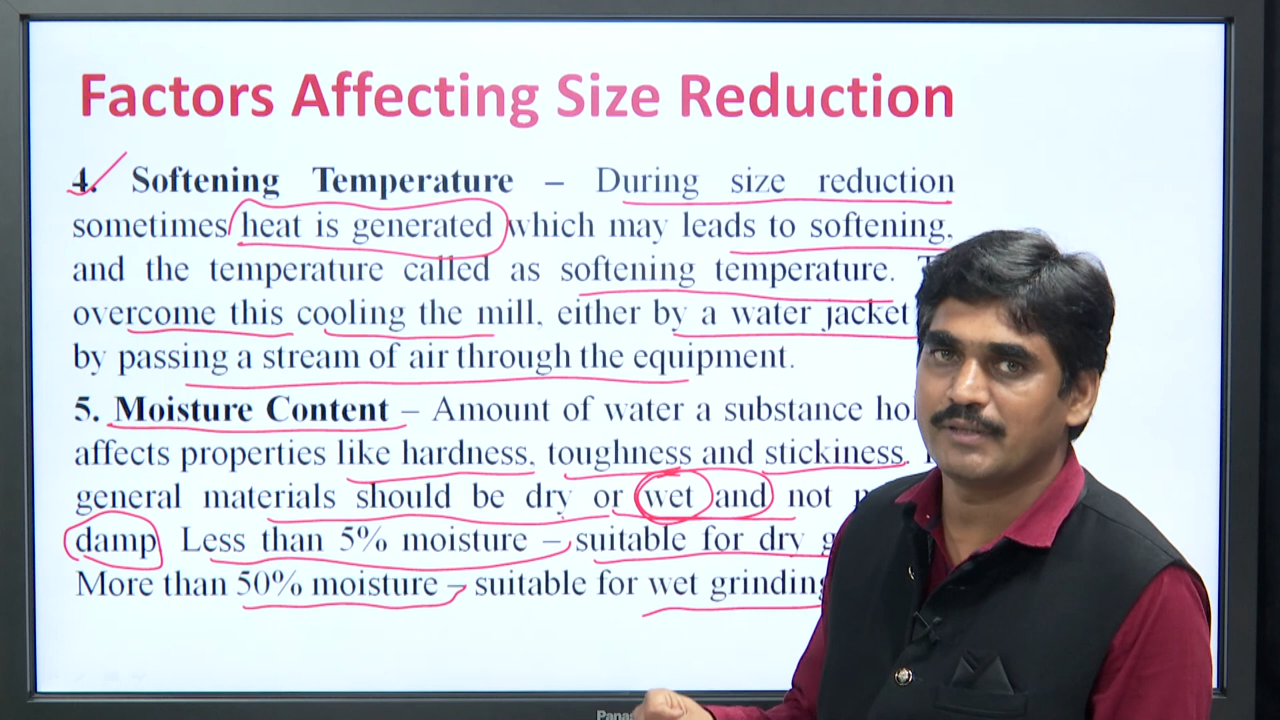 Factors Affecting Size Reduction
4. Softening Temperature – During size reduction
sometimes heat is generated which may leads to softening,
and the temperature called as softening temperature.
overcome this cooling the mill, either by a water jacket
by passing a stream of air through the equipment.
5. Moisture Content – Amount of water a substance
affects properties like hardness, toughness and stickiness.
general materials should be dry or wet and not
damp. Less than 5% moisture – suitable for dry
More than 50% moisture – suitable for wet grinding